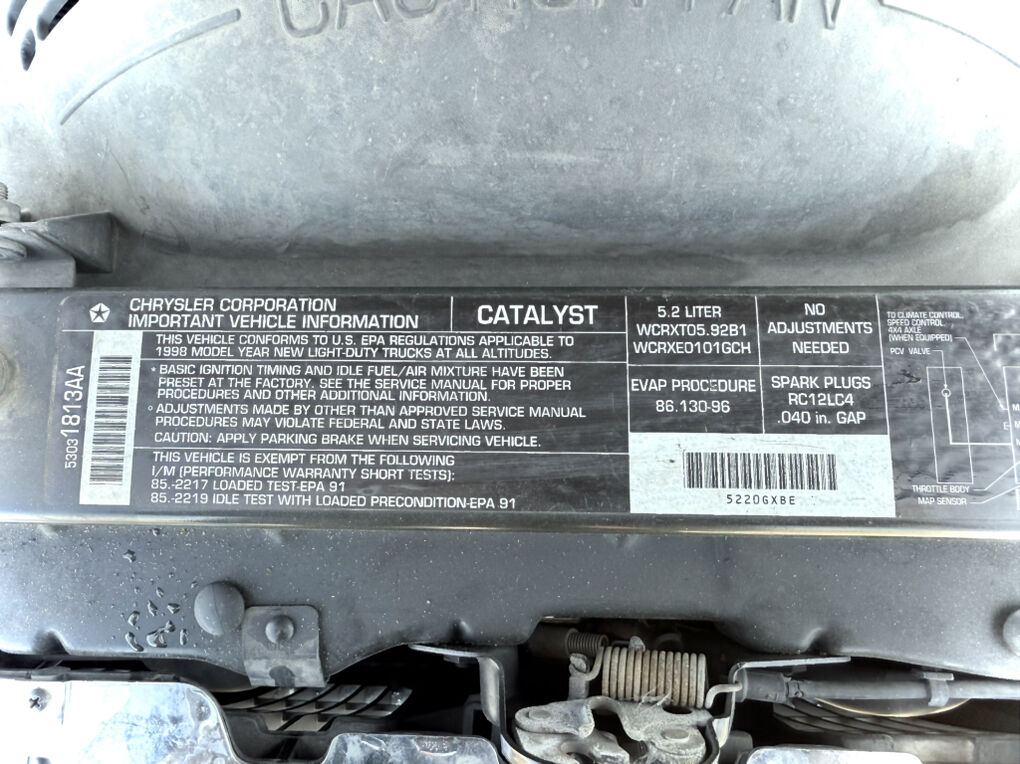 CAUTION FAN
CHRYSLER CORPORATION
IMPORTANT VEHICLE INFORMATION
CATALYST
THIS VEHICLE CONFORMS TO U.S. EPA REGULATIONS APPLICABLE TO
1998 MODEL YEAR NEW LIGHT-DUTY TRUCKS AT ALL ALTITUDES.
* BASIC IGNITION TIMING AND IDLE FUEL/AIR MIXTURE HAVE BEEN
PRESET AT THE FACTORY. SEE THE SERVICE MANUAL FOR PROPER
PROCEDURES AND OTHER ADDITIONAL INFORMATION.
° ADJUSTMENTS MADE BY OTHER THAN APPROVED SERVICE MANUAL
PROCEDURES MAY VIOLATE FEDERAL AND STATE LAWS.
CAUTION: APPLY PARKING BRAKE WHEN SERVICING VEHICLE.
THIS VEHICLE IS EXEMPT FROM THE FOLLOWING
I/M (PERFORMANCE WARRANTY SHORT TESTS):
85.-2217 LOADED TEST-EPA 91
85.-2219 IDLE TEST WITH LOADED PRECONDITION-EPA 91
53031813AA
5.2 LITER
WCRXT05.92B1
WCRXE0101GCH
EVAP PROCEDURE
86.130-96
NO
ADJUSTMENTS
NEEDED
SPARK PLUGS
RC12LC4
.040 in. GAP
5220GXBE
TO CLIMATE CONTROL.
SPEED CONTROL.
4X4 AXLE
(WHEN EQUIPPED)
PCV VALVE
THROTTLE BODY
MAP SENSOR